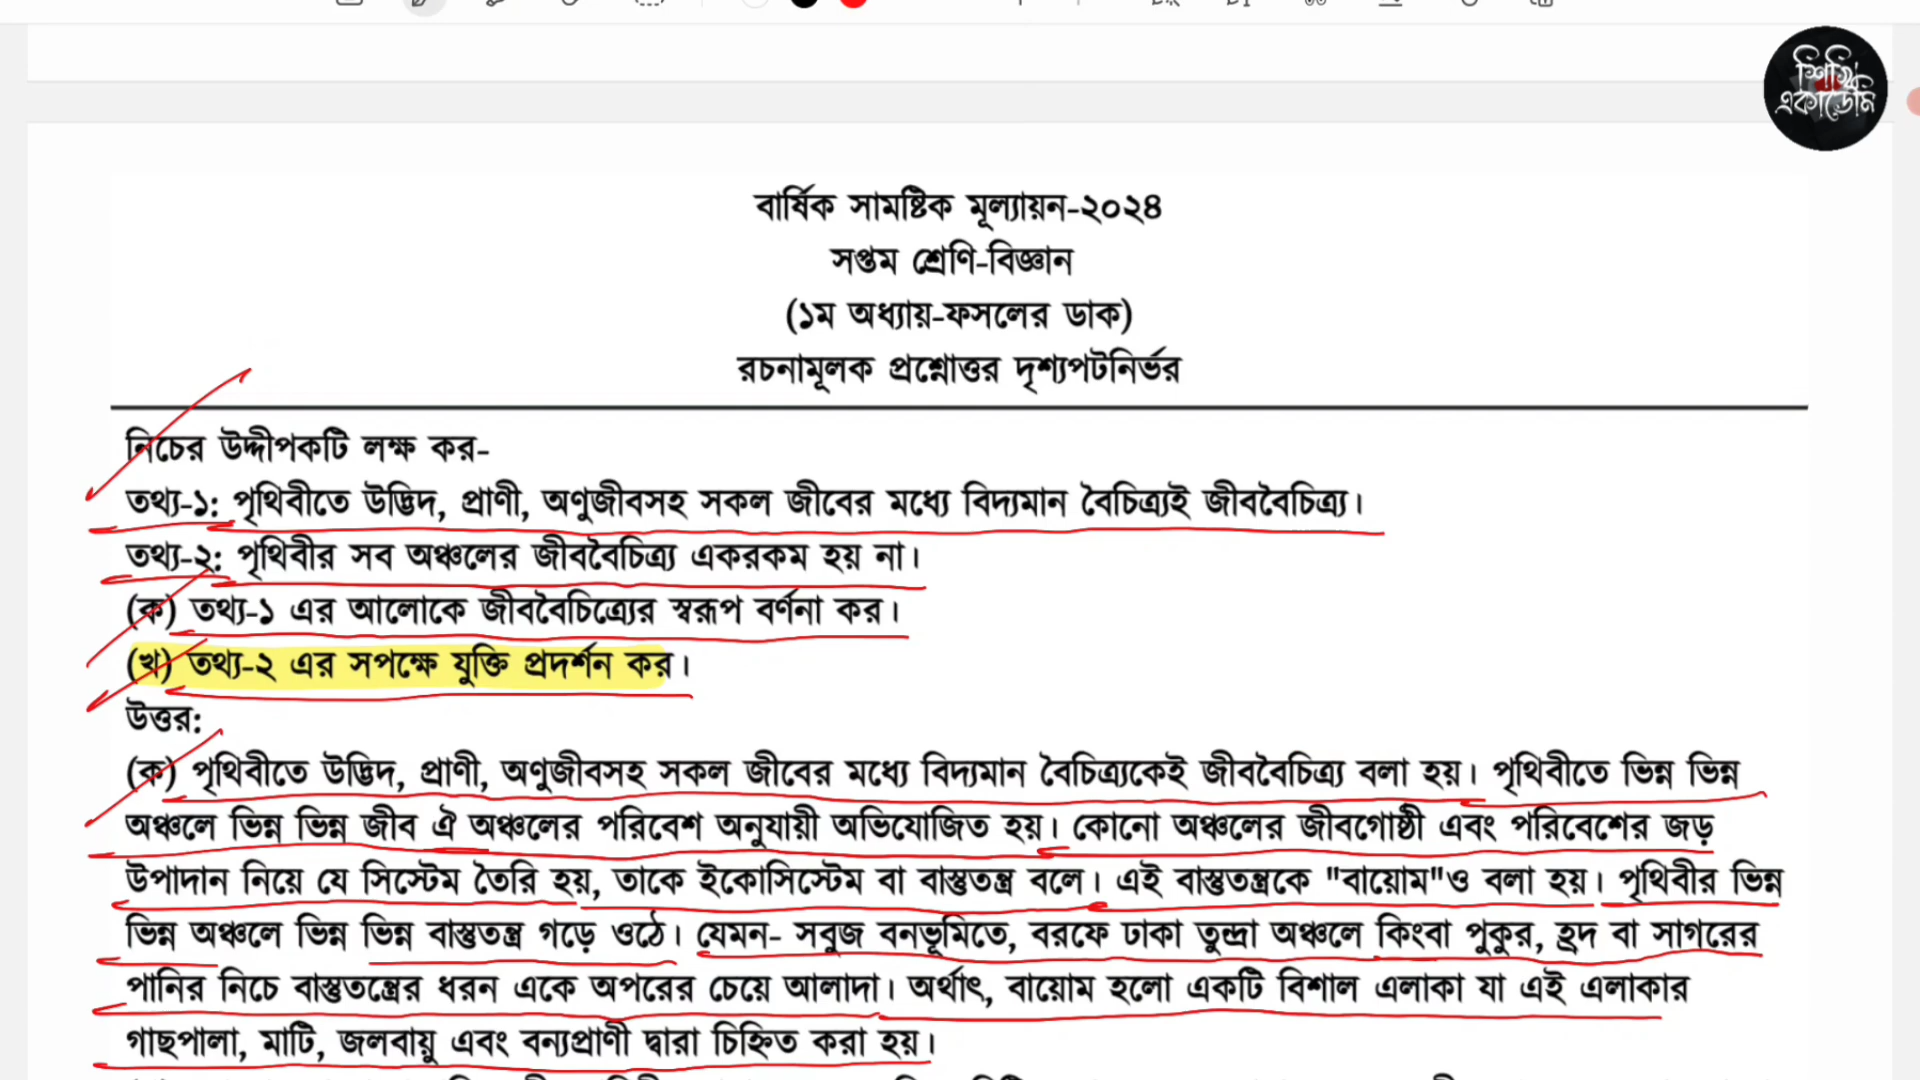 শিখি
একাডেমি
বার্ষিক সামষ্টিক মূল্যায়ন-২০২৪
সপ্তম শ্রেণি-বিজ্ঞান
(১ম অধ্যায়-ফসলের ডাক)
রচনামূলক প্রশ্নোত্তর দৃশ্যপটনির্ভর
নিচের উদ্দীপকটি লক্ষ কর-
তথ্য-১: পৃথিবীতে উদ্ভিদ, প্রাণী, অণুজীবসহ সকল জীবের মধ্যে বিদ্যমান বৈচিত্র্যই জীববৈচিত্র্য।
তথ্য-২: পৃথিবীর সব অঞ্চলের জীববৈচিত্র্য একরকম হয় না।
(ক) তথ্য-১ এর আলোকে জীববৈচিত্র্যের স্বরূপ বর্ণনা কর।
(খ) তথ্য-২ এর সপক্ষে যুক্তি প্রদর্শন কর।
উত্তর:
(ক) পৃথিবীতে উদ্ভিদ, প্রাণী, অণুজীবসহ সকল জীবের মধ্যে বিদ্যমান বৈচিত্র্যকেই জীববৈচিত্র্য বলা হয়। পৃথিবীতে ভিন্ন ভিন্ন
অঞ্চলে ভিন্ন ভিন্ন জীব ঐ অঞ্চলের পরিবেশ অনুযায়ী অভিযোজিত হয়। কোনো অঞ্চলের জীবগোষ্ঠী এবং পরিবেশের জড়
উপাদান নিয়ে যে সিস্টেম তৈরি হয়, তাকে ইকোসিস্টেম বা বাস্তুতন্ত্র বলে। এই বাস্তুতন্ত্রকে "বায়োম"ও বলা হয়। পৃথিবীর ভিন্ন
ভিন্ন অঞ্চলে ভিন্ন ভিন্ন বাস্তুতন্ত্র গড়ে ওঠে। যেমন- সবুজ বনভূমিতে, বরফে ঢাকা তুন্দ্রা অঞ্চলে কিংবা পুকুর, হ্রদ বা সাগরের
পানির নিচে বাস্তুতন্ত্রের ধরন একে অপরের চেয়ে আলাদা। অর্থাৎ, বায়োম হলো একটি বিশাল এলাকা যা এই এলাকার
গাছপালা, মাটি, জলবায়ু এবং বন্যপ্রাণী দ্বারা চিহ্নিত করা হয়।